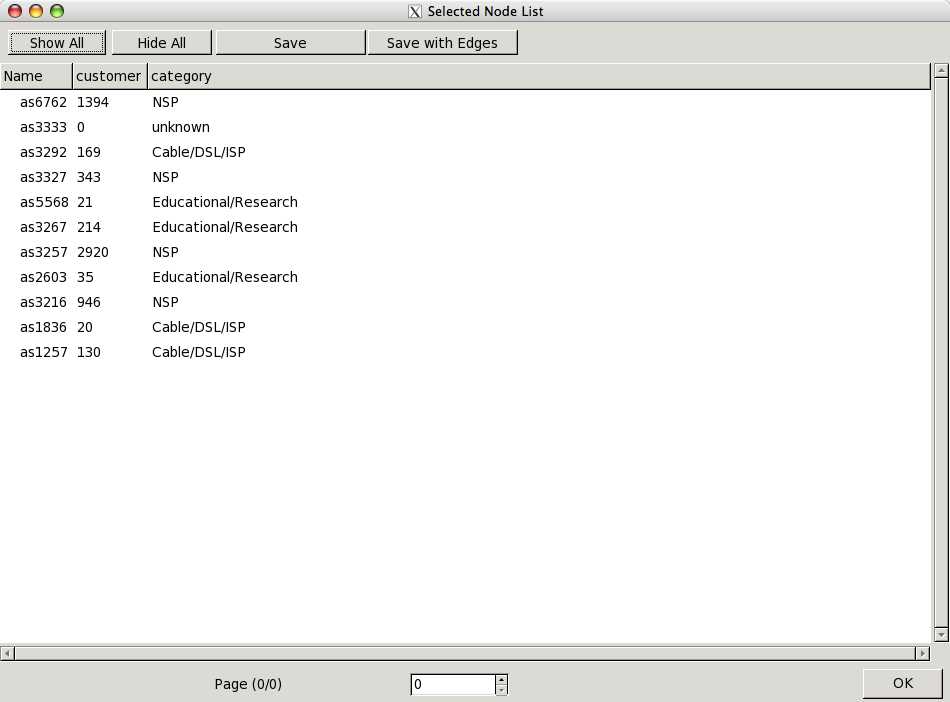 Selected Node List
Show All Hide All Save Save with Edges
Name customer category
as6762 1394 NSP
as3333 0 unknown
as3292 169 Cable/DSL/ISP
as3327 343 NSP
as5568 21 Educational/Research
as3267 214 Educational/Research
as3257 2920 NSP
as2603 35 Educational/Research
as3216 946 NSP
as1836 20 Cable/DSL/ISP
as1257 130 Cable/DSL/ISP
Page (0/0) 0 OK